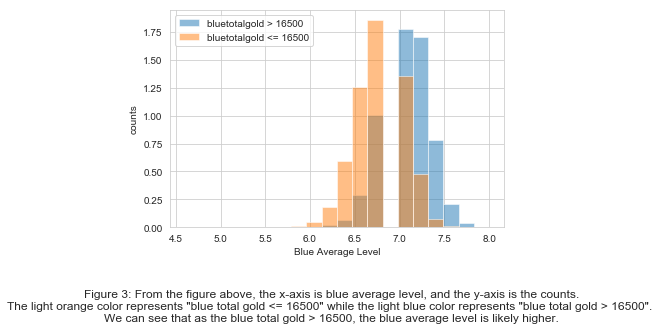 bluetotalgold > 16500
bluetotalgold <= 16500
1.75
1.50
1.25
1.00
0.75
0.50
0.25
0.00
counts
4.5 5.0 5.5 6.0 6.5 7.0 7.5 8.0
Blue Average Level
Figure 3: From the figure above, the x-axis is blue average level, and the y-axis is the counts.
The light orange color represents "blue total gold <= 16500" while the light blue color represents "blue total gold > 16500".
We can see that as the blue total gold > 16500, the blue average level is likely higher.